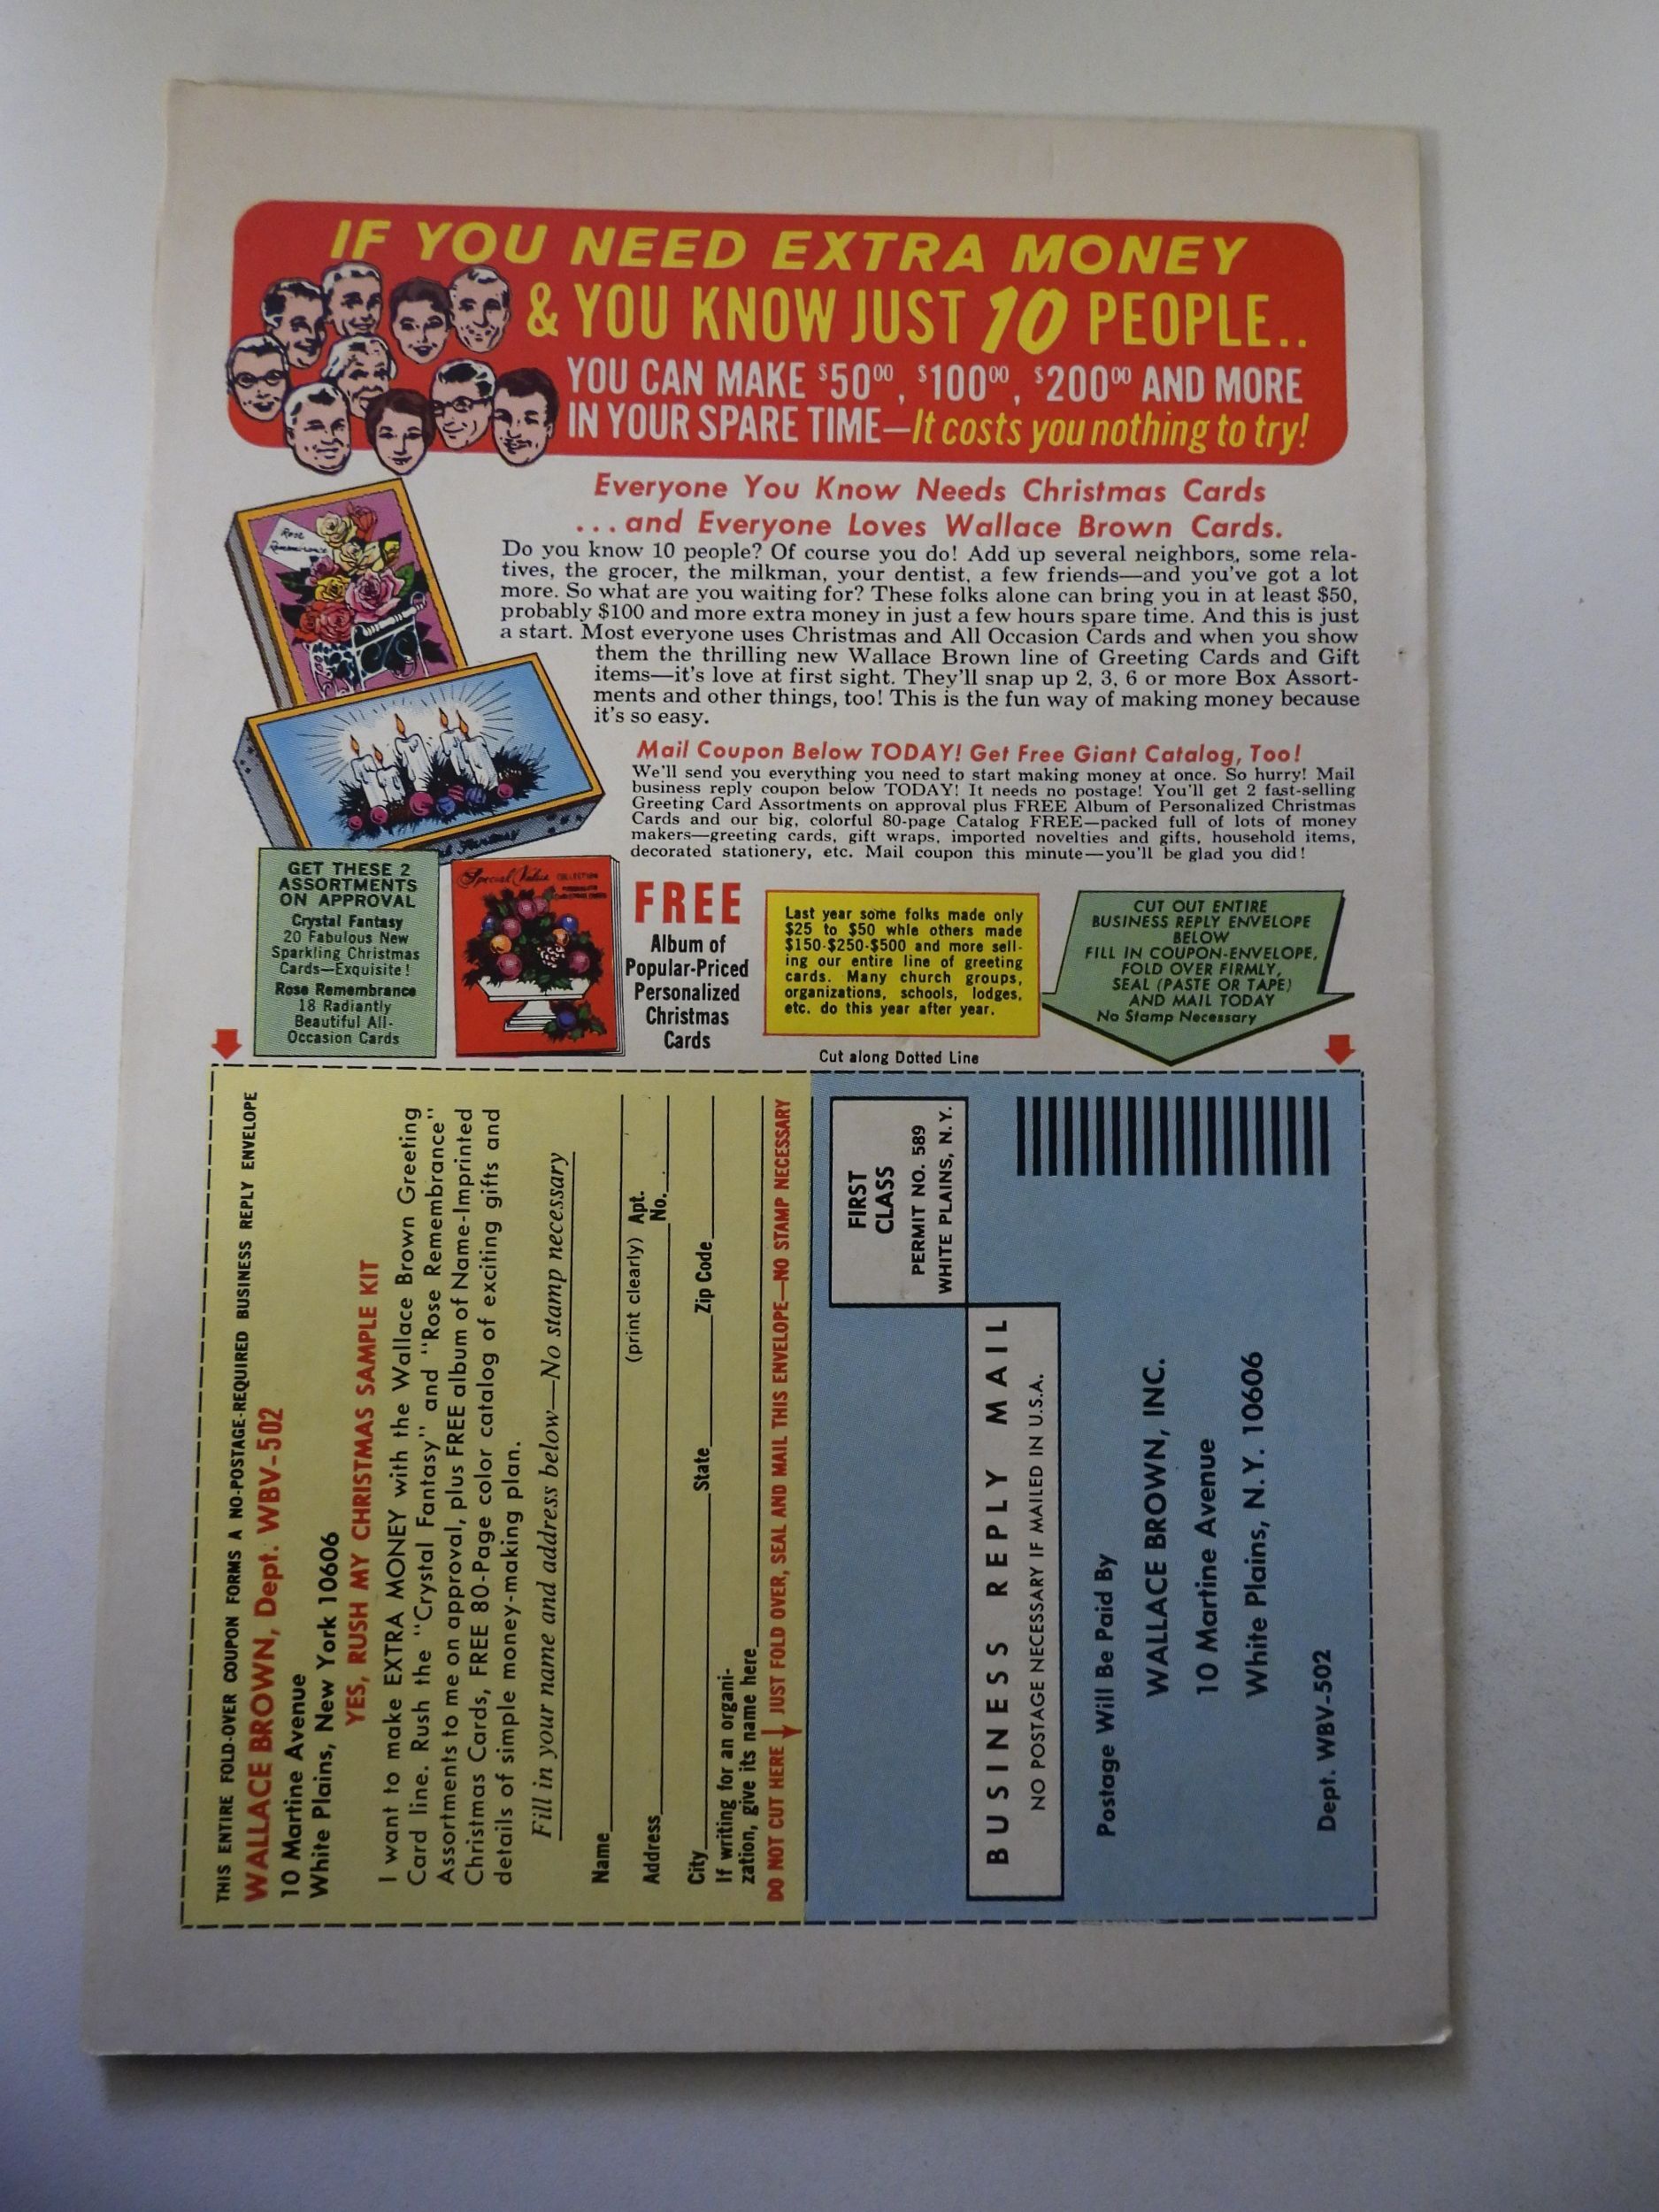 IF YOU NEED EXTRA MONEY
& YOU KNOW JUST 10 PEOPLE..
YOU CAN MAKE $50⁰⁰, $100⁰⁰, $200⁰⁰ AND MORE
IN YOUR SPARE TIME—It costs you nothing to try!
Everyone You Know Needs Christmas Cards
...and Everyone Loves Wallace Brown Cards.
Do you know 10 people? Of course you do! Add up several neighbors, some rela-
tives, the grocer, the milkman, your dentist, a few friends—and you've got a lot
more. So what are you waiting for? These folks alone can bring you in at least $50,
probably $100 and more extra money in just a few hours spare time. And this is just
a start. Most everyone uses Christmas and All Occasion Cards and when you show
them the thrilling new Wallace Brown line of Greeting Cards and Gift
items—it's love at first sight. They'll snap up 2, 3, 6 or more Box Assort-
ments and other things, too! This is the fun way of making money because
it's so easy.
Rose
Remembrance
Mail Coupon Below TODAY! Get Free Giant Catalog, Too!
We'll send you everything you need to start making money at once. So hurry! Mail
business reply coupon below TODAY! It needs no postage! You'll get 2 fast-selling
Greeting Card Assortments on approval plus FREE Album of Personalized Christmas
Cards and our big, colorful 80-page Catalog FREE—packed full of lots of money
makers—greeting cards, gift wraps, imported novelties and gifts, household items,
decorated stationery, etc. Mail coupon this minute—you'll be glad you did!
GET THESE 2
ASSORTMENTS
ON APPROVAL
Crystal Fantasy
20 Fabulous New
Sparkling Christmas
Cards—Exquisite!
Rose Remembrance
18 Radiantly
Beautiful All-
Occasion Cards
Special Value COLLECTION
FREE
Album of
Popular-Priced
Personalized
Christmas
Cards
Last year some folks made only
$25 to $50 whle others made
$150-$250-$500 and more sell-
ing our entire line of greeting
cards. Many church groups,
organizations, schools, lodges,
etc. do this year after year.
CUT OUT ENTIRE
BUSINESS REPLY ENVELOPE
BELOW
FILL IN COUPON-ENVELOPE,
FOLD OVER FIRMLY,
SEAL (PASTE OR TAPE)
AND MAIL TODAY
No Stamp Necessary
Cut along Dotted Line
THIS ENTIRE FOLD-OVER COUPON FORMS A NO-POSTAGE-REQUIRED BUSINESS REPLY ENVELOPE
WALLACE BROWN, Dept. WBV-502
10 Martine Avenue
White Plains, New York 10606
YES, RUSH MY CHRISTMAS SAMPLE KIT
I want to make EXTRA MONEY with the Wallace Brown Greeting
Card line. Rush the "Crystal Fantasy" and "Rose Remembrance"
Assortments to me on approval, plus FREE album of Name-Imprinted
Christmas Cards, FREE 80-Page color catalog of exciting gifts and
details of simple money-making plan.
Fill in your name and address below—No stamp necessary
Name
(print clearly)
Address Apt. No.
City State Zip Code
If writing for an organi-
zation, give its name here
DO NOT CUT HERE JUST FOLD OVER, SEAL AND MAIL THIS ENVELOPE—NO STAMP NECESSARY
FIRST
CLASS
PERMIT NO. 589
WHITE PLAINS, N.Y.
BUSINESS REPLY MAIL
NO POSTAGE NECESSARY IF MAILED IN U.S.A.
Postage Will Be Paid By
WALLACE BROWN, INC.
10 Martine Avenue
White Plains, N.Y. 10606
Dept. WBV-502